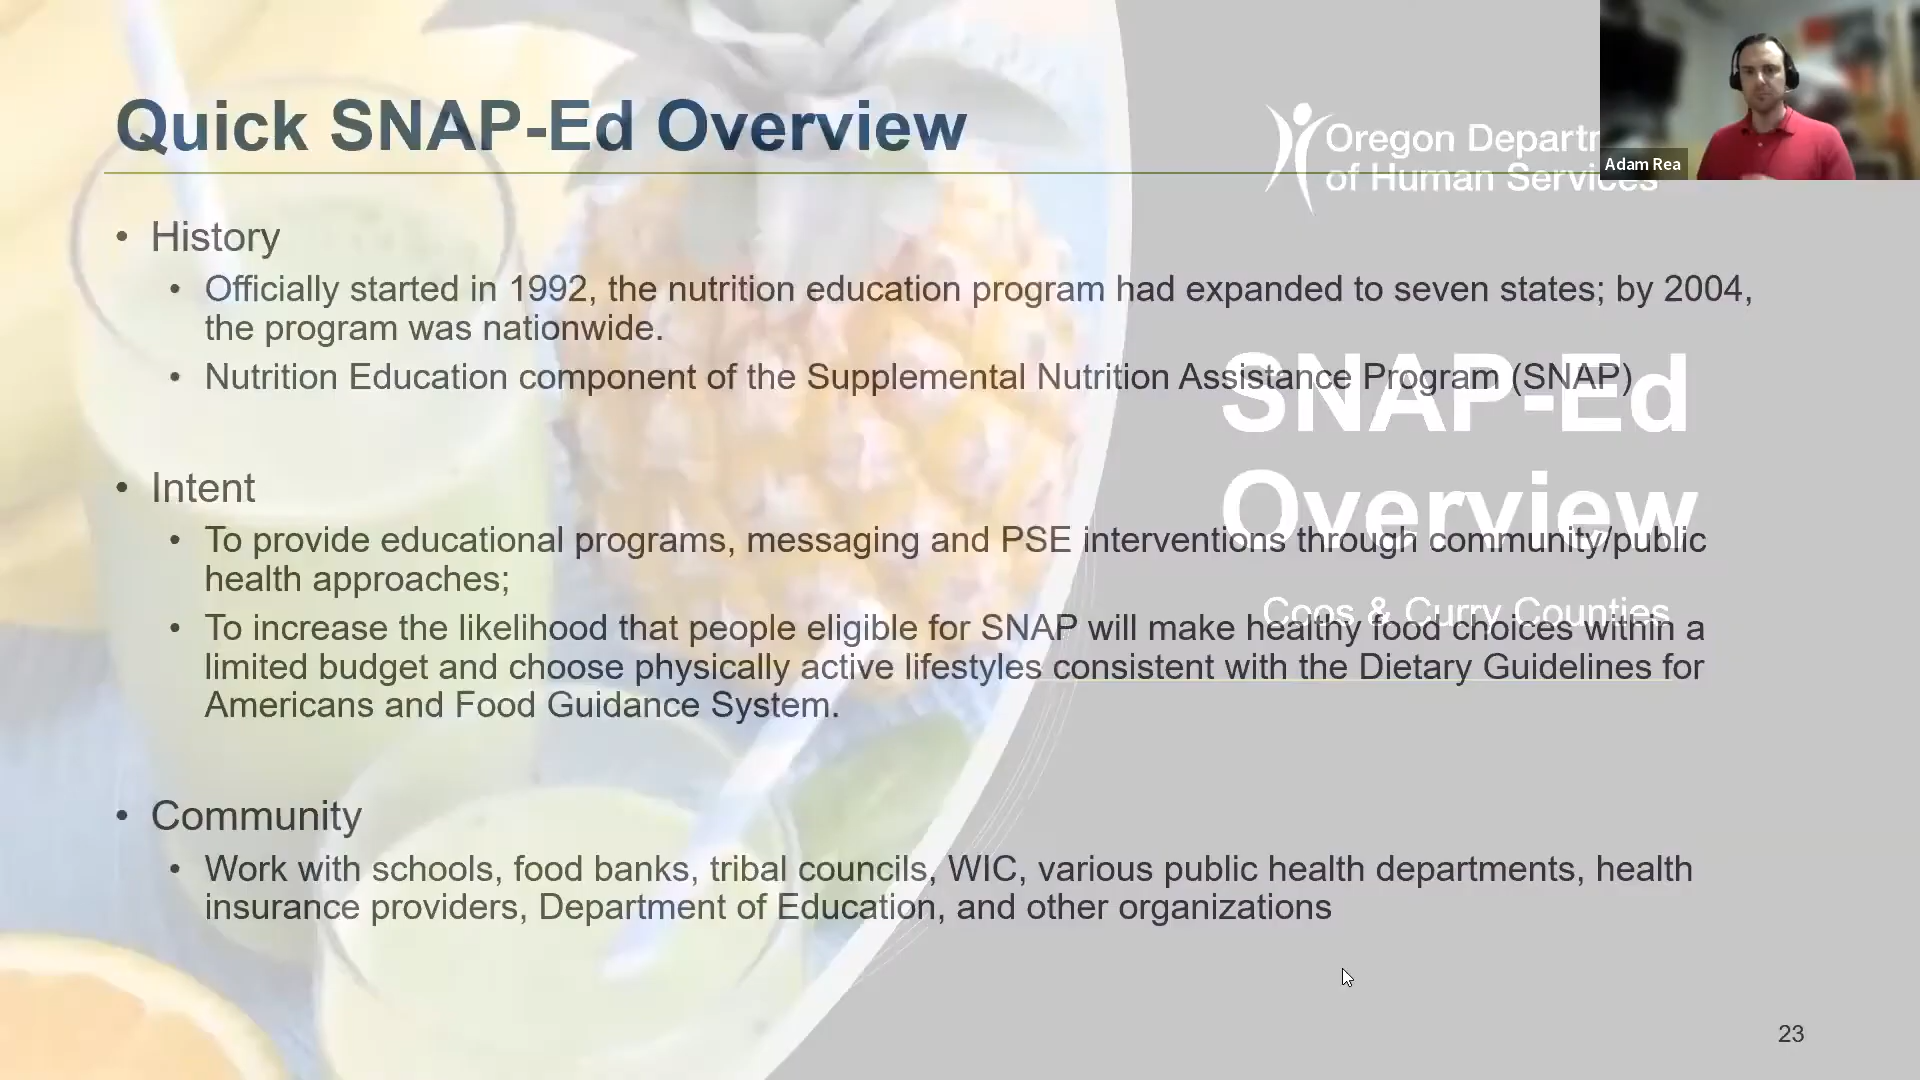 Quick SNAP-Ed Overview
Oregon Departm
of Human Services
Adam Rea
• History
• Officially started in 1992, the nutrition education program had expanded to seven states; by 2004,
the program was nationwide.
• Nutrition Education component of the Supplemental Nutrition Assistance Program (SNAP)
SNAP-Ed
Overview
Coos & Curry Counties
• Intent
• To provide educational programs, messaging and PSE interventions through community/public
health approaches;
• To increase the likelihood that people eligible for SNAP will make healthy food choices within a
limited budget and choose physically active lifestyles consistent with the Dietary Guidelines for
Americans and Food Guidance System.
• Community
• Work with schools, food banks, tribal councils, WIC, various public health departments, health
insurance providers, Department of Education, and other organizations
23